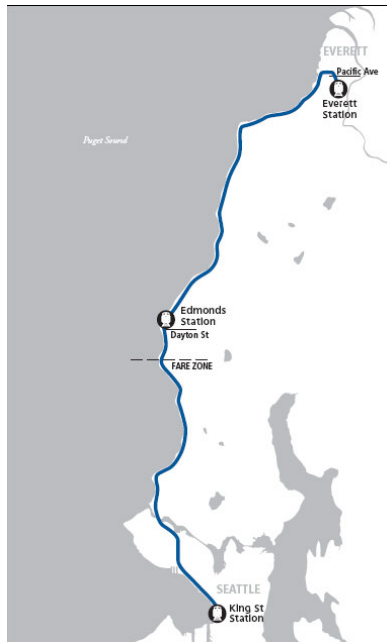 EVERETT
Pacific Ave
Everett
Station
Puget Sound
Edmonds
Station
Dayton St
FARE ZONE
SEATTLE
King St
Station